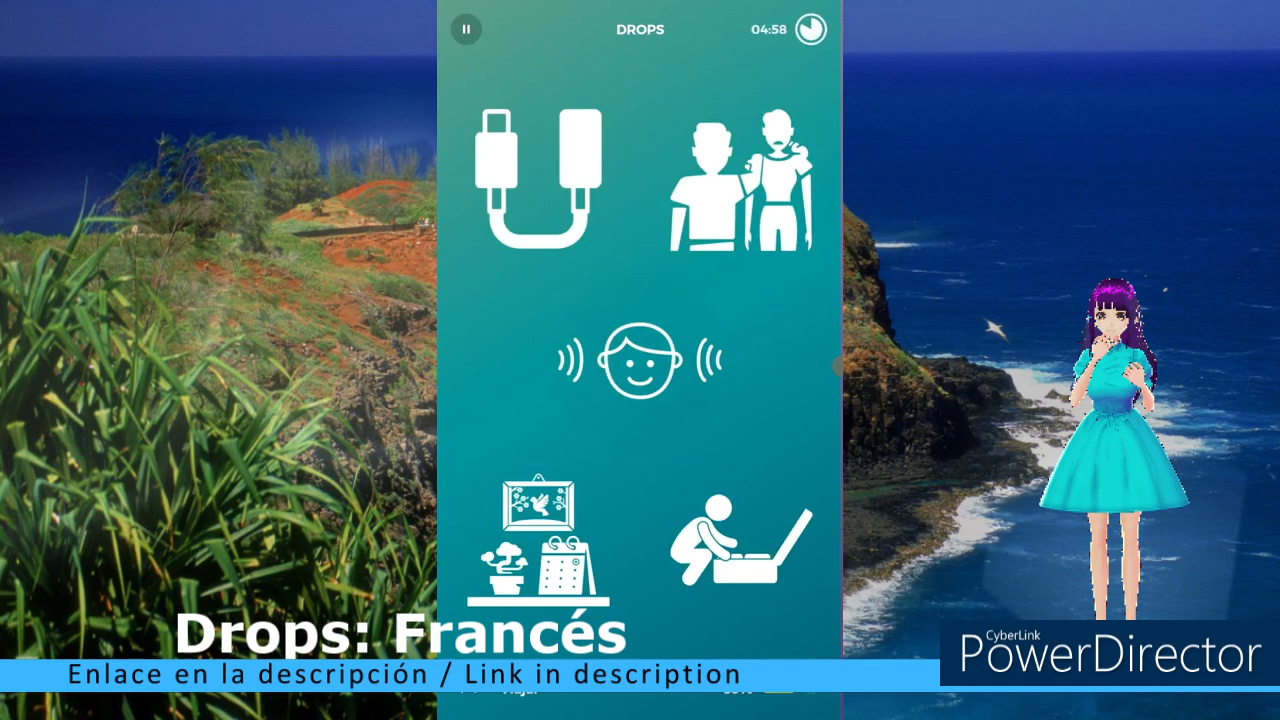 DROPS
04:58
Drops: Francés
Enlace en la descripción / Link in description
CyberLink
PowerDirector